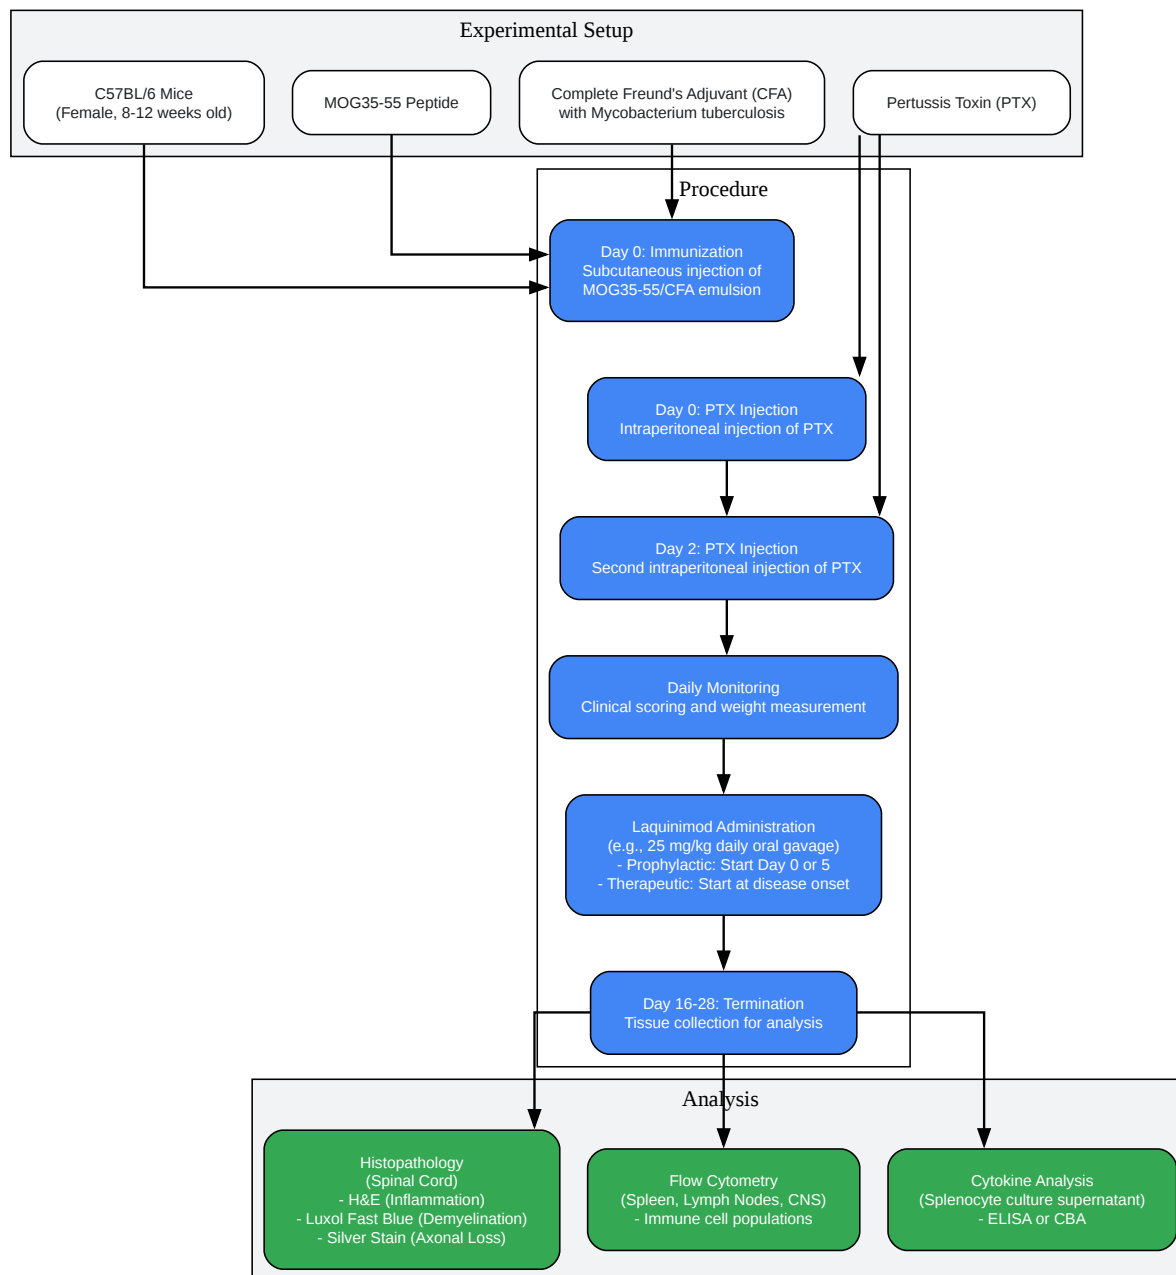 Experimental Setup
C57BL/6 Mice
(Female, 8-12 weeks old)
MOG35-55 Peptide
Complete Freund's Adjuvant (CFA)
with Mycobacterium tuberculosis
Pertussis Toxin (PTX)
Procedure
Day 0: Immunization
Subcutaneous injection of
MOG35-55/CFA emulsion
Day 0: PTX Injection
Intraperitoneal injection of PTX
Day 2: PTX Injection
Second intraperitoneal injection of PTX
Daily Monitoring
Clinical scoring and weight measurement
Laquinimod Administration
(e.g., 25 mg/kg daily oral gavage)
- Prophylactic: Start Day 0 or 5
- Therapeutic: Start at disease onset
Day 16-28: Termination
Tissue collection for analysis
Analysis
Histopathology
(Spinal Cord)
- H&E (Inflammation)
- Luxol Fast Blue (Demyelination)
- Silver Stain (Axonal Loss)
Flow Cytometry
(Spleen, Lymph Nodes, CNS)
- Immune cell populations
Cytokine Analysis
(Splenocyte culture supernatant)
- ELISA or CBA